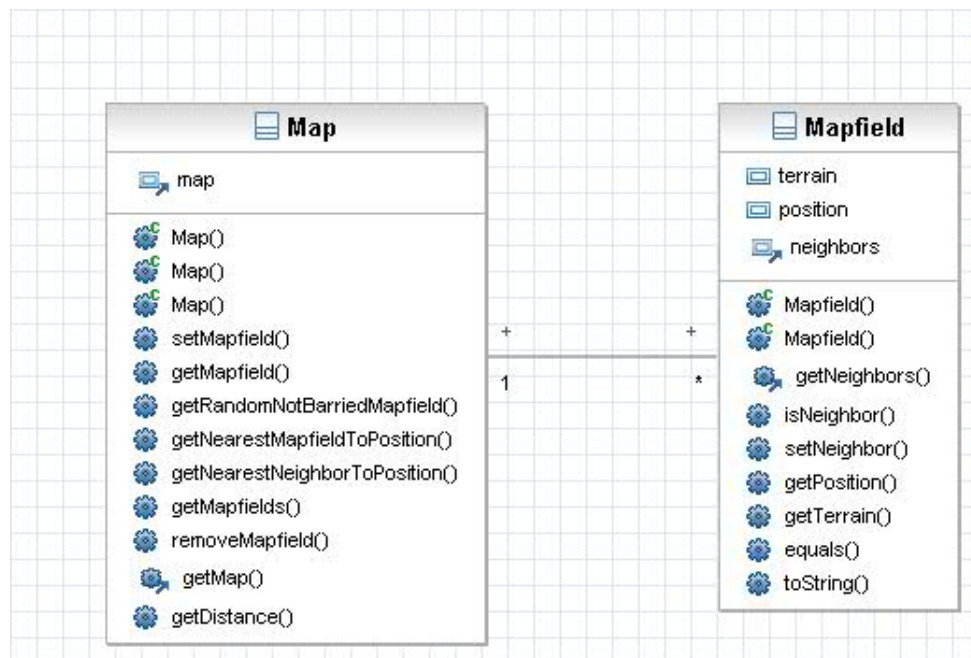 Map
map
Map()
Map()
Map()
setMapfield()
getMapfield()
getRandomNotBarriedMapfield()
getNearestMapfieldToPosition()
getNearestNeighborToPosition()
getMapfields()
removeMapfield()
getMap()
getDistance()
+ +
1 *
Mapfield
terrain
position
neighbors
Mapfield()
Mapfield()
getNeighbors()
isNeighbor()
setNeighbor()
getPosition()
getTerrain()
equals()
toString()